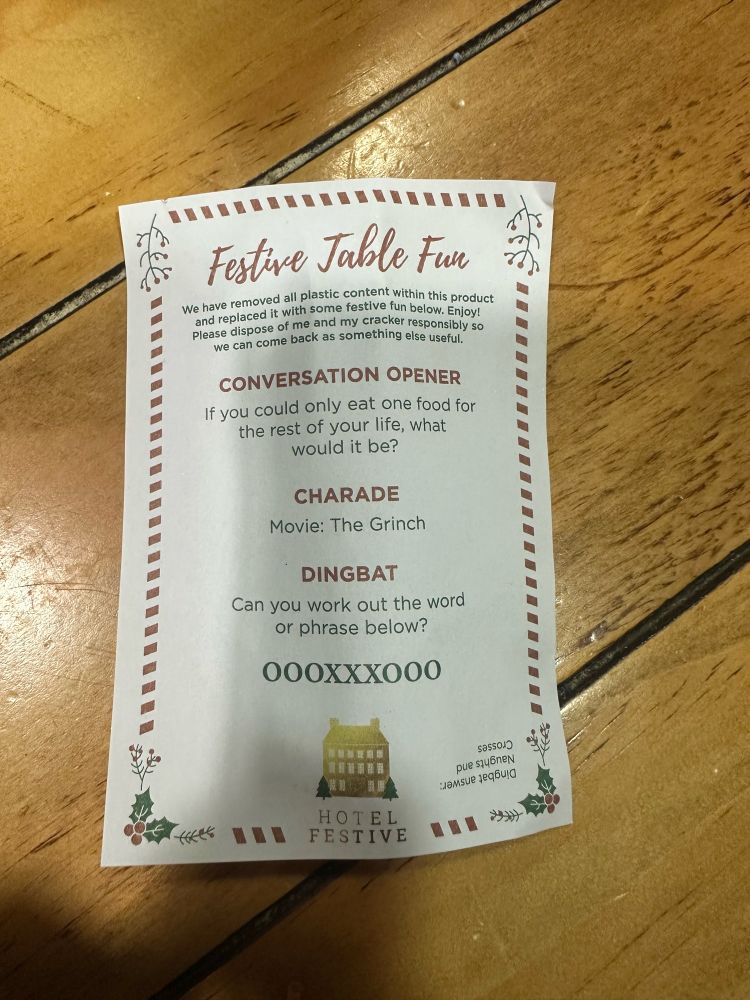 Festive Table Fun
We have removed all plastic content within this product
and replaced it with some festive fun below. Enjoy!
Please dispose of me and my cracker responsibly so
we can come back as something else useful.
CONVERSATION OPENER
If you could only eat one food for
the rest of your life, what
would it be?
CHARADE
Movie: The Grinch
DINGBAT
Can you work out the word
or phrase below?
OOOXXXOOO
HOTEL
FESTIVE
Dingbat answer:
Naughts and
Crosses